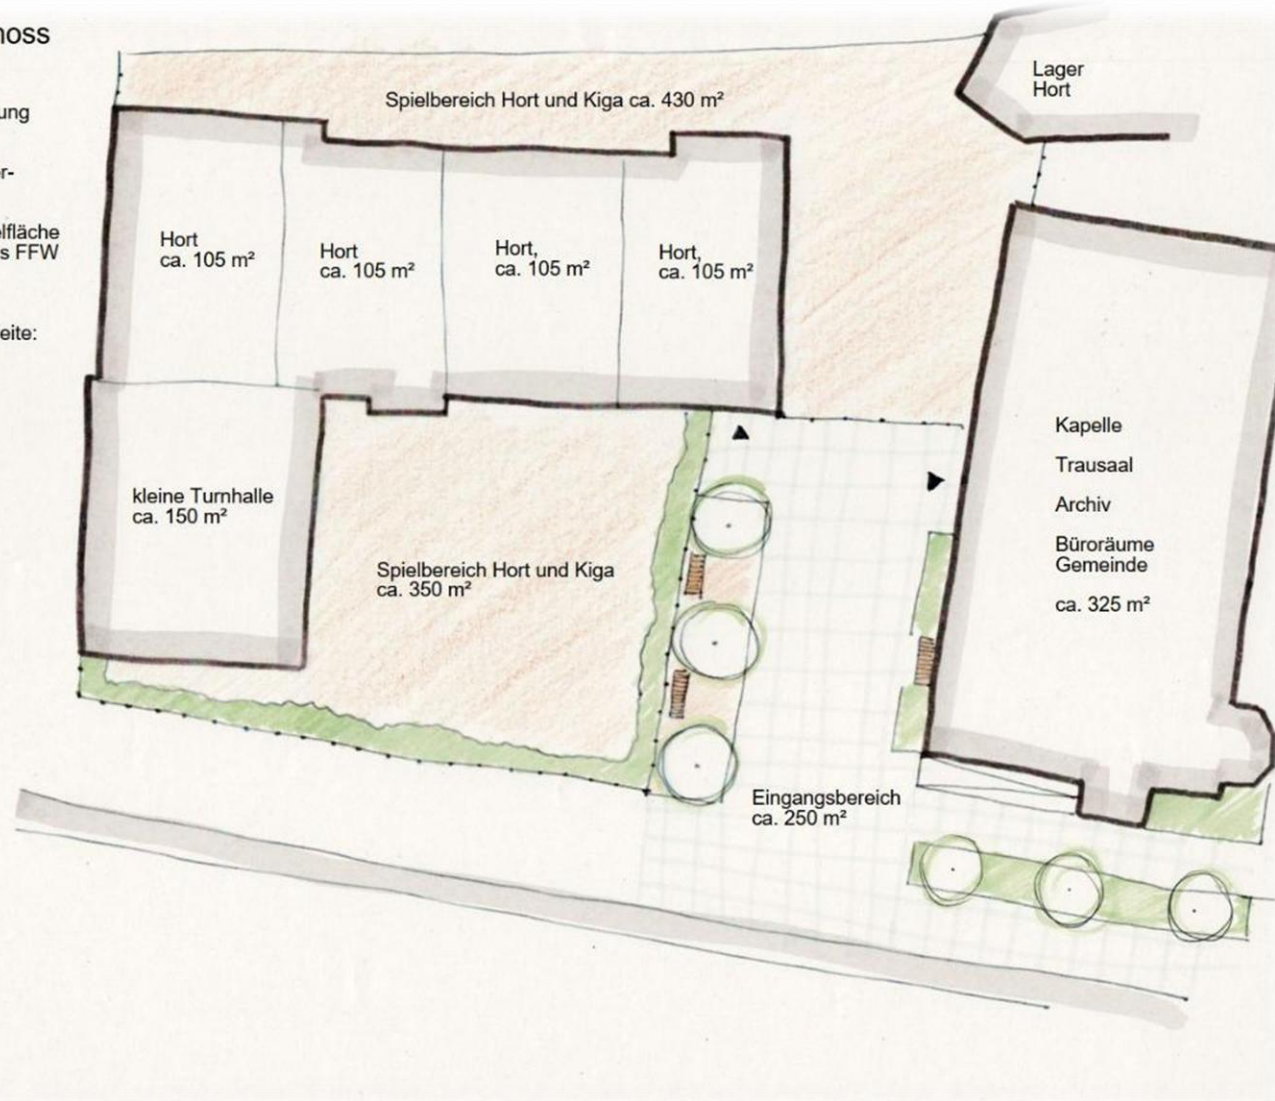 noss
ung
er-
elfläche
s FFW
eite:
Spielbereich Hort und Kiga ca. 430 m²
Lager
Hort
Hort
ca. 105 m²
Hort
ca. 105 m²
Hort,
ca. 105 m²
Hort,
ca. 105 m²
kleine Turnhalle
ca. 150 m²
Spielbereich Hort und Kiga
ca. 350 m²
Kapelle
Trausaal
Archiv
Büroräume
Gemeinde
ca. 325 m²
Eingangsbereich
ca. 250 m²